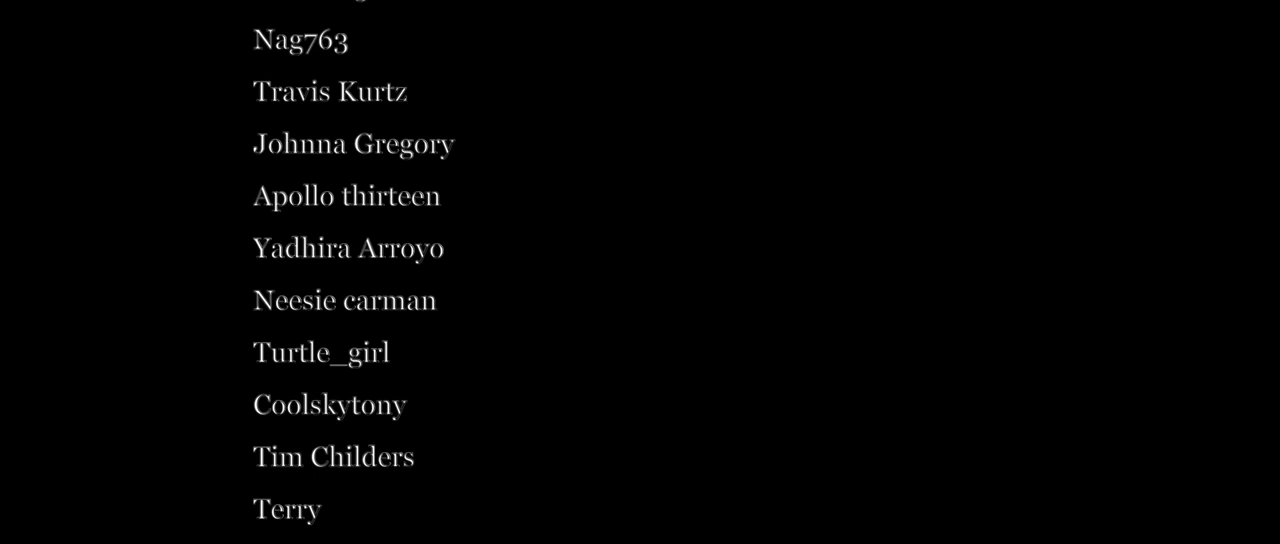 Nag763
Travis Kurtz
Johnna Gregory
Apollo thirteen
Yadhira Arroyo
Neesie carman
Turtle_girl
Coolskytony
Tim Childers
Terry